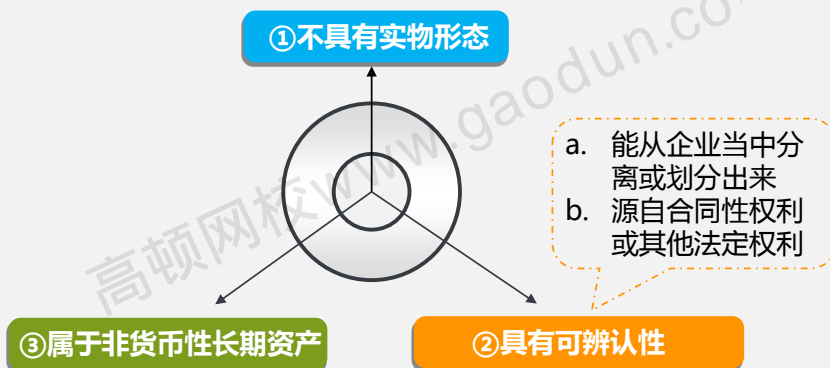 ①不具有实物形态
a. 能从企业当中分
离或划分出来
b. 源自合同性权利
或其他法定权利
③属于非货币性长期资产
②具有可辨认性
高顿网校www.gaodun.co